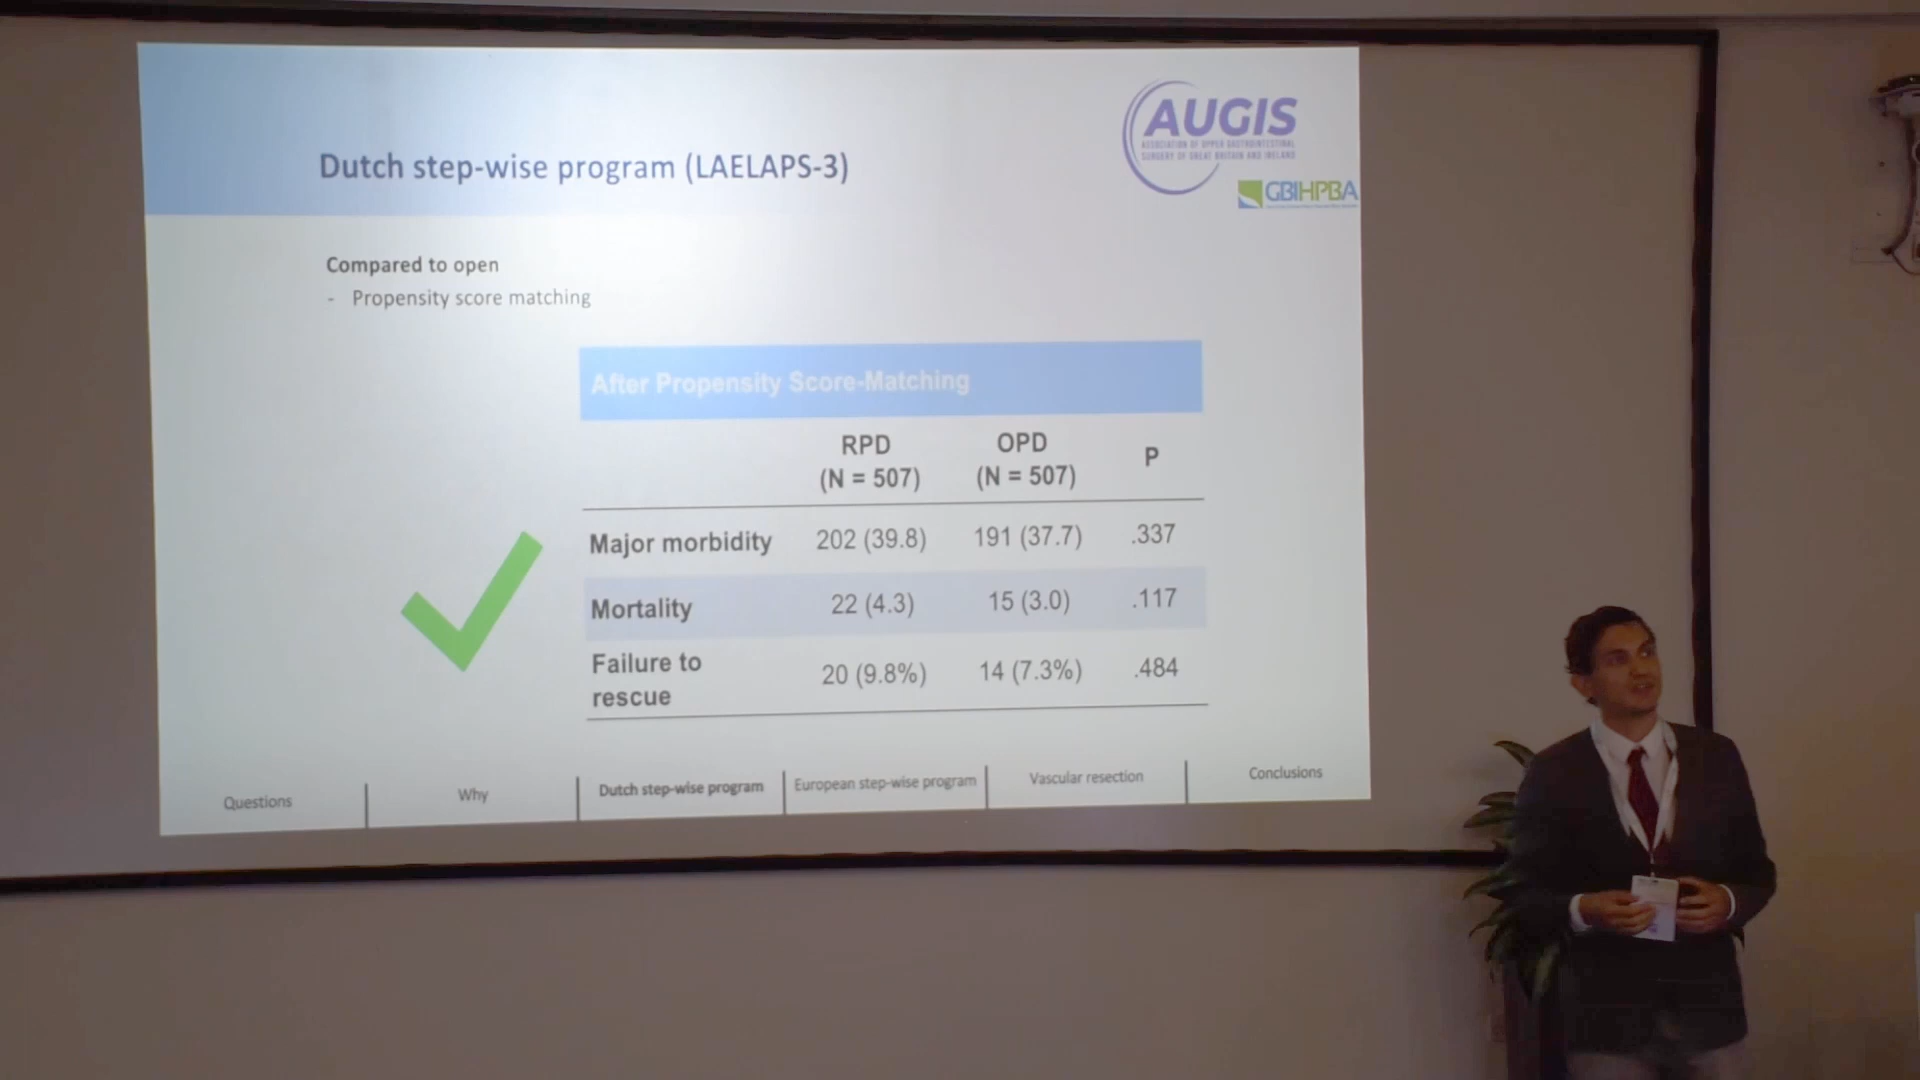 Dutch step-wise program (LAELAPS-3)
AUGIS
ASSOCIATION OF UPPER GASTROINTESTINAL
SURGERY OF GREAT BRITAIN AND IRELAND
GBIHPBA
Compared to open
- Propensity score matching
After Propensity Score-Matching
RPD (N = 507) OPD (N = 507) P
Major morbidity 202 (39.8) 191 (37.7) .337
Mortality 22 (4.3) 15 (3.0) .117
Failure to rescue 20 (9.8%) 14 (7.3%) .484
Questions Why Dutch step-wise program European step-wise program Vascular resection Conclusions